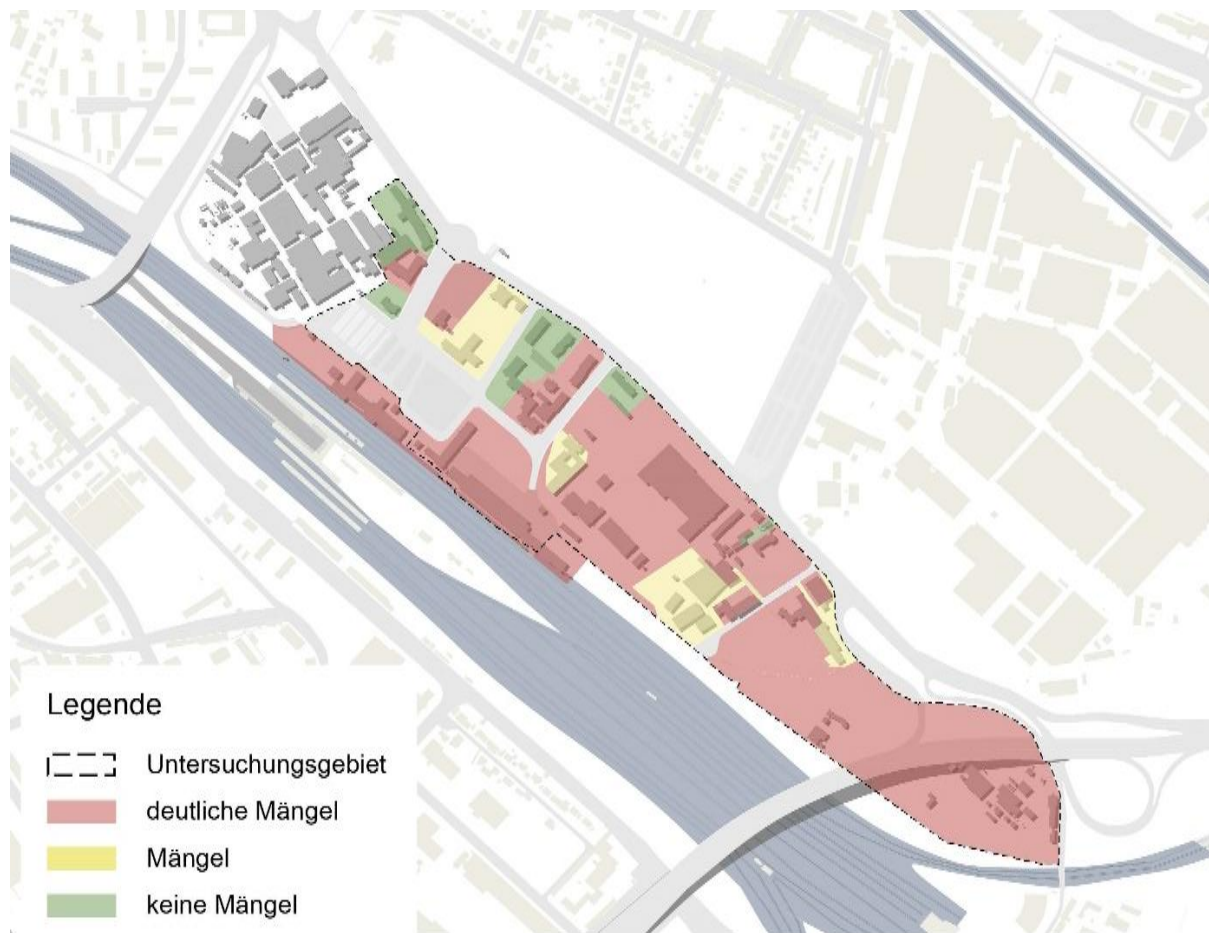 Legende
Untersuchungsgebiet
deutliche Mängel
Mängel
keine Mängel